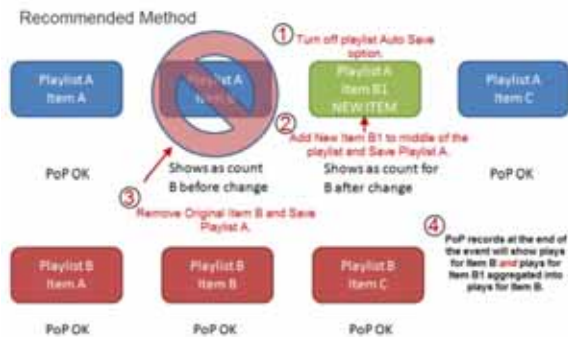 Recommended Method
① Turn off playlist Auto Save
option.
Playlist A
Item A
Playlist A
Item B
Playlist A
Item B1
NEW ITEM
Playlist A
Item C
② Add New Item B1 to middle of the
playlist and Save Playlist A.
PoP OK
Shows as count
B before change
Shows as count for
B after change
PoP OK
③ Remove Original Item B and Save
Playlist A.
④ PoP records at the end of
the event will show plays
for Item B and plays for
Item B1 aggregated into
plays for Item B.
Playlist B
Item A
Playlist B
Item B
Playlist B
Item C
PoP OK
PoP OK
PoP OK